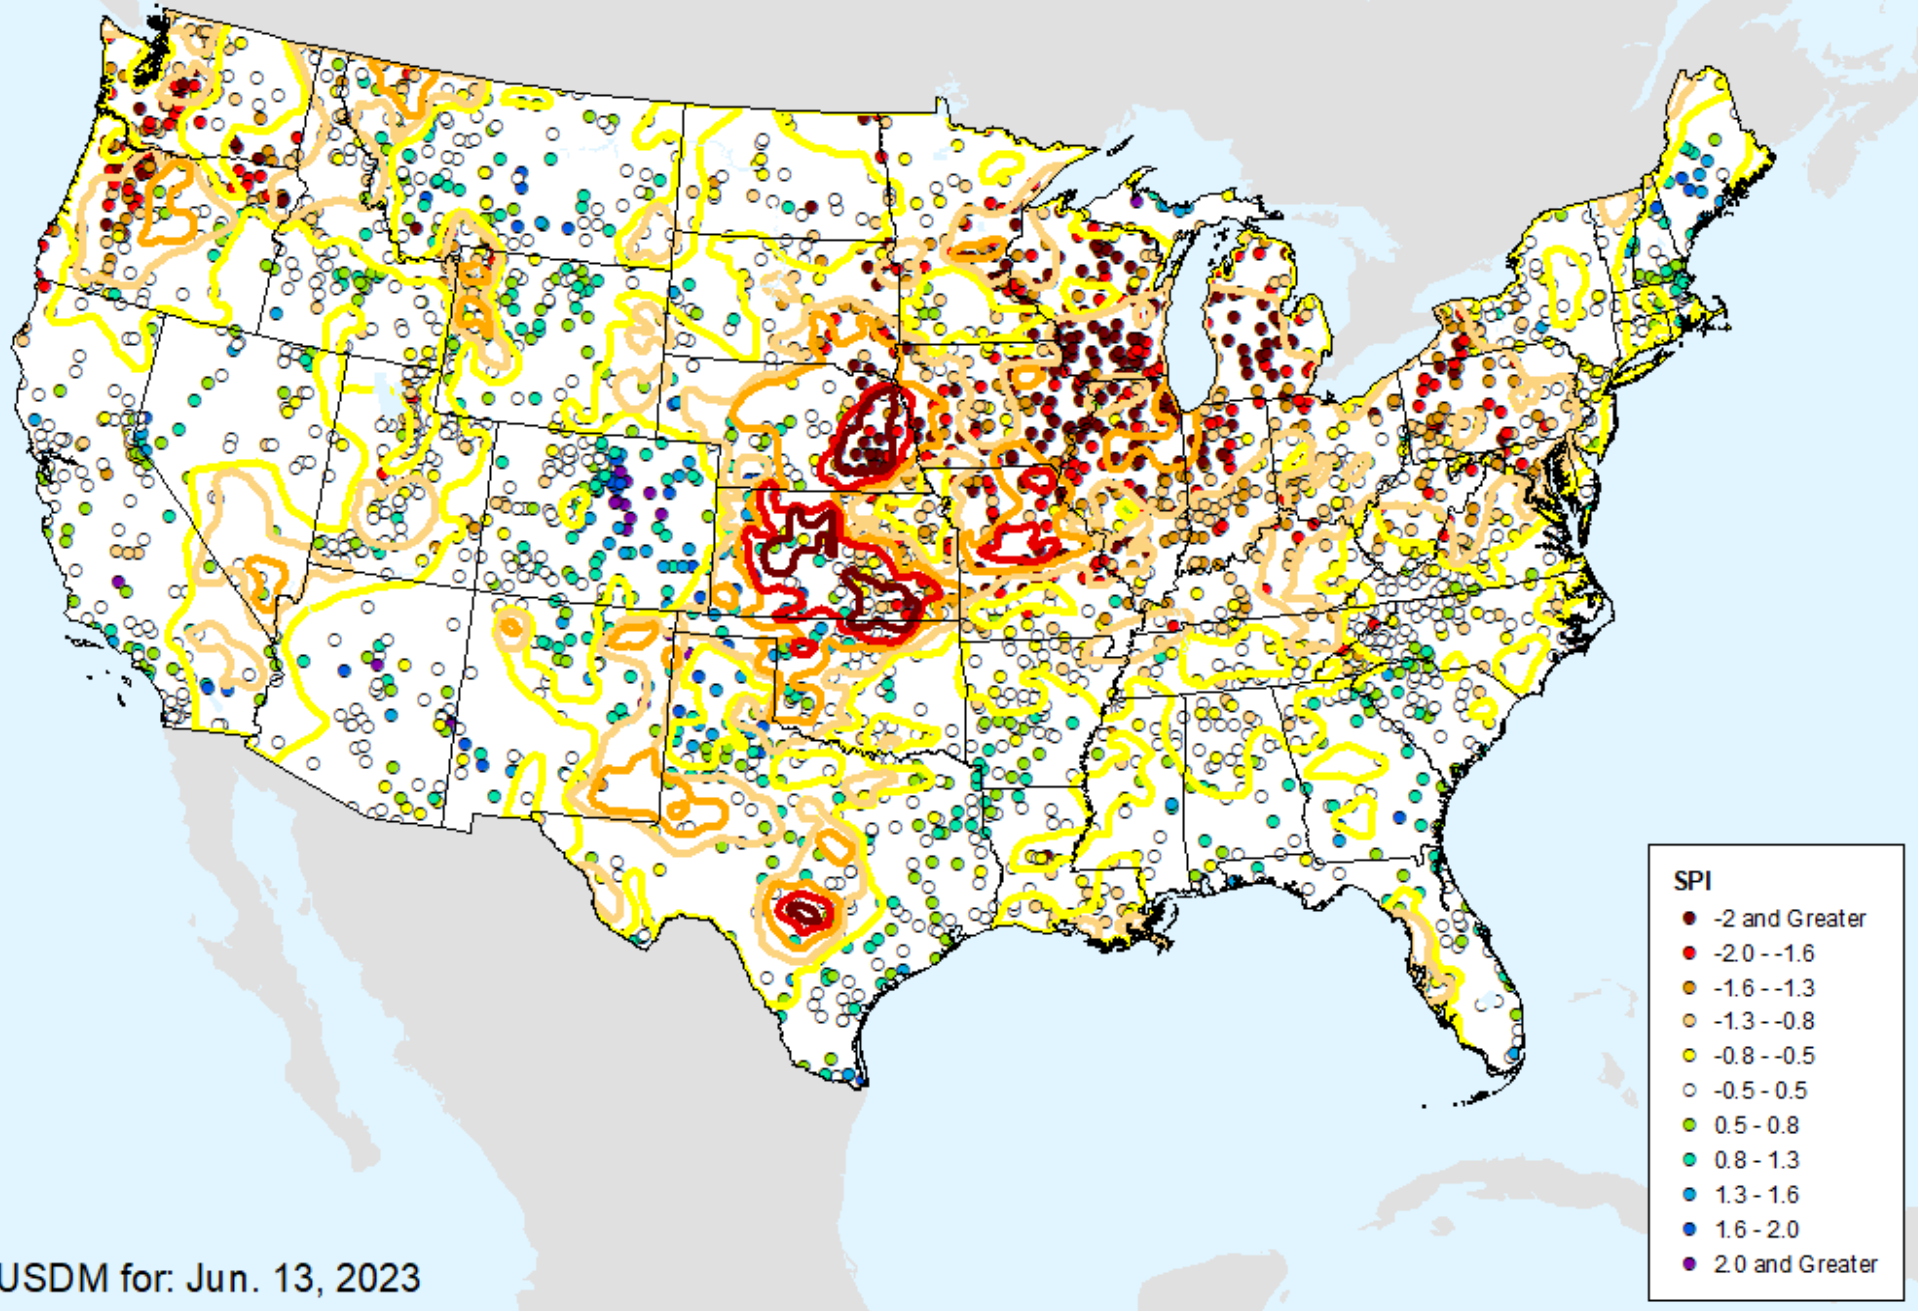 SPI
-2 and Greater
-2.0 - -1.6
-1.6 - -1.3
-1.3 - -0.8
-0.8 - -0.5
-0.5 - 0.5
0.5 - 0.8
0.8 - 1.3
1.3 - 1.6
1.6 - 2.0
2.0 and Greater
USDM for: Jun. 13, 2023